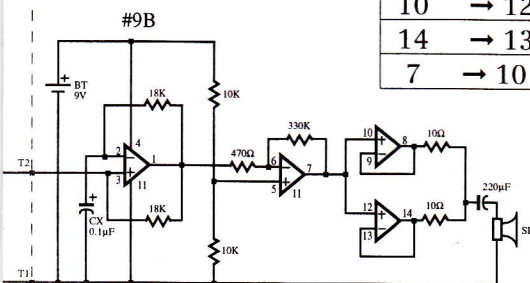 #9B
10 → 12
14 → 13
7 → 10
BT
9V
18K
10K
4
2
1
3
11
T2
CX
0.1µF
18K
470Ω
330K
6
7
5
11
10K
10
8
9
10Ω
12
14
13
10Ω
220µF
T1